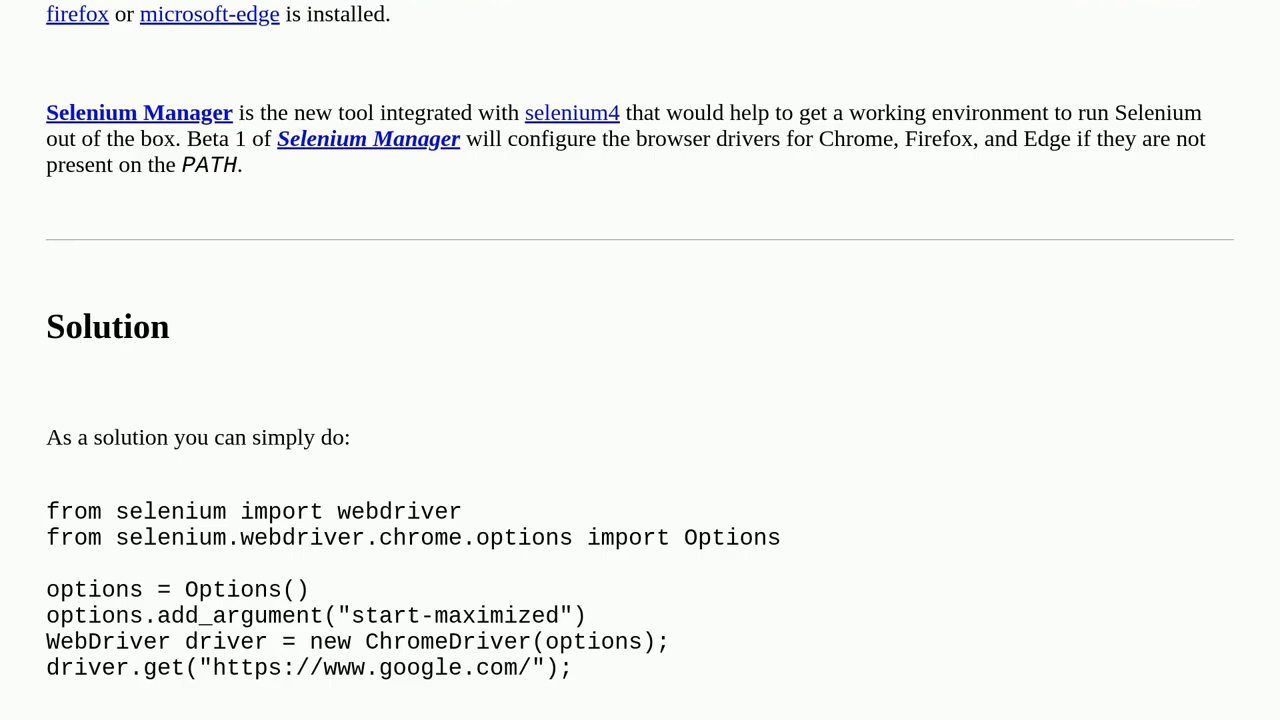 firefox or microsoft-edge is installed.
Selenium Manager is the new tool integrated with selenium4 that would help to get a working environment to run Selenium
out of the box. Beta 1 of Selenium Manager will configure the browser drivers for Chrome, Firefox, and Edge if they are not
present on the PATH.
Solution
As a solution you can simply do:
from selenium import webdriver
from selenium.webdriver.chrome.options import Options
options = Options()
options.add_argument("start-maximized")
WebDriver driver = new ChromeDriver(options);
driver.get("https://www.google.com/");